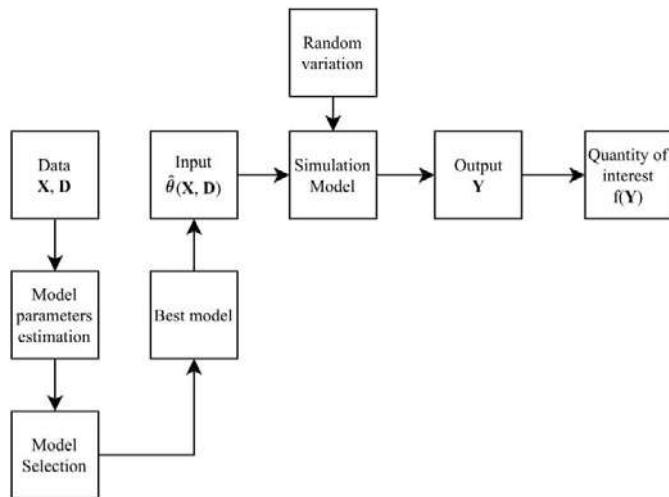 Random
variation
Data
X, D
Input
θ̂(X, D)
Simulation
Model
Output
Y
Quantity of
interest
f(Y)
Model
parameters
estimation
Best model
Model
Selection